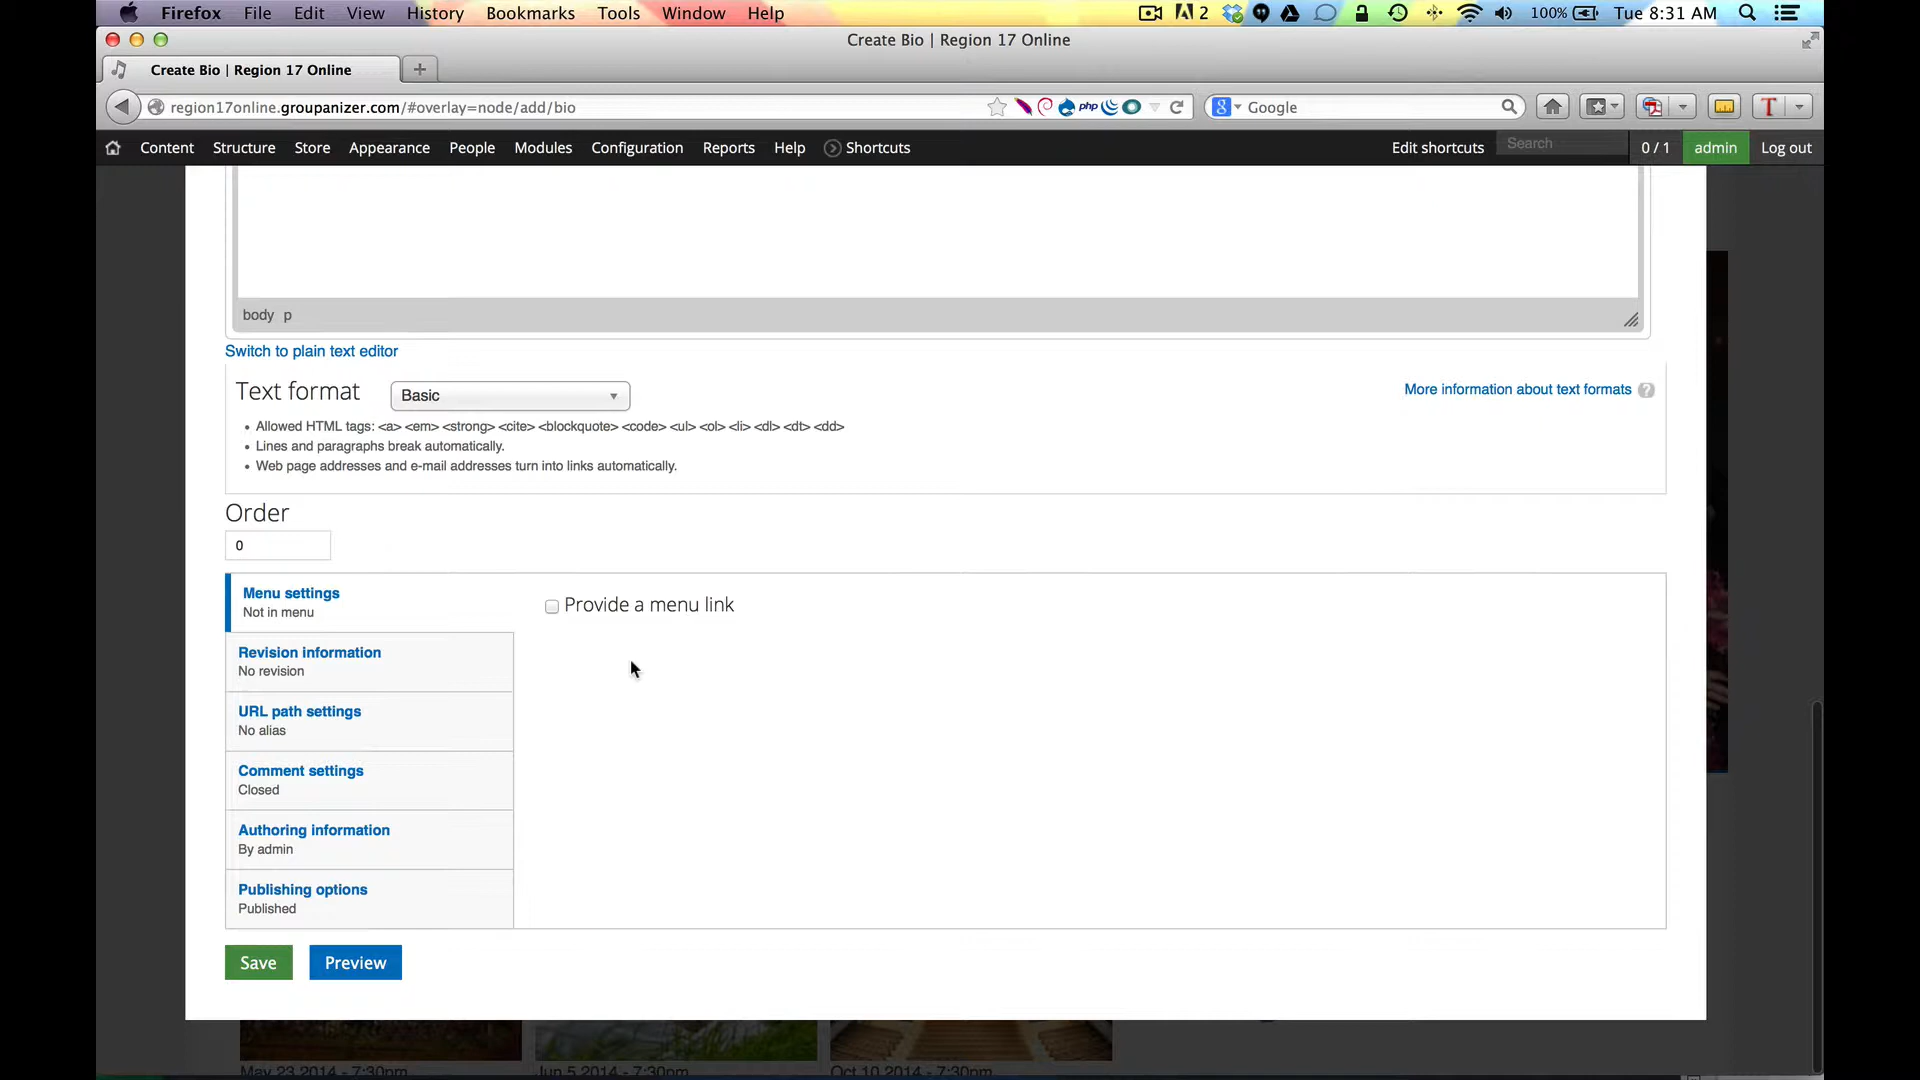 Firefox File Edit View History Bookmarks Tools Window Help 2 100% Tue 8:31 AM
Create Bio | Region 17 Online
Create Bio | Region 17 Online +
region17online.groupanizer.com/#overlay=node/add/bio php 8 Google T
Content Structure Store Appearance People Modules Configuration Reports Help Shortcuts Edit shortcuts Search 0 / 1 admin Log out
body p
Switch to plain text editor
Text format Basic More information about text formats ?
• Allowed HTML tags: <a> <em> <strong> <cite> <blockquote> <code> <ul> <ol> <li> <dl> <dt> <dd>
• Lines and paragraphs break automatically.
• Web page addresses and e-mail addresses turn into links automatically.
Order
0
Menu settings
Not in menu
Provide a menu link
Revision information
No revision
URL path settings
No alias
Comment settings
Closed
Authoring information
By admin
Publishing options
Published
Save Preview
May 23 2014 - 7:30pm Jun 5 2014 - 7:30pm Oct 10 2014 - 7:30pm